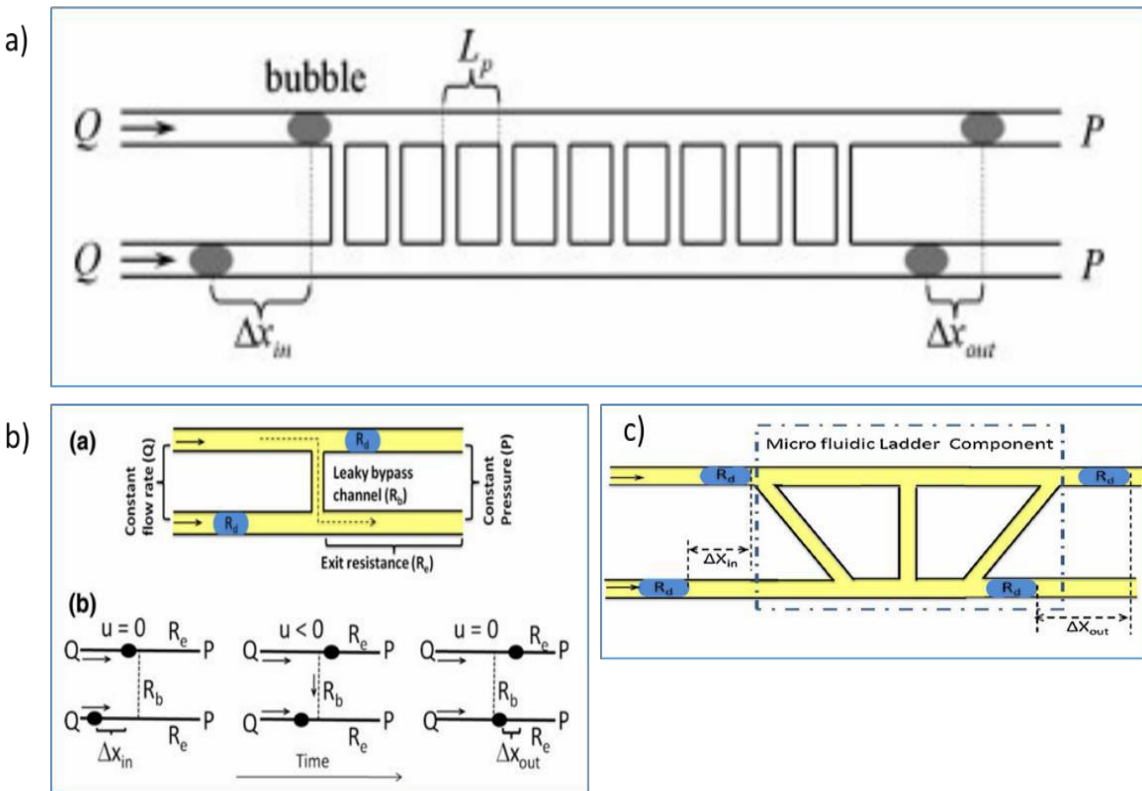 a)
L_p
bubble
Q
P
Q
P
Δx_in
Δx_out
b)
(a)
Constant
flow rate (Q)
R_d
Leaky bypass
channel (R_b)
Constant
Pressure (P)
R_d
Exit resistance (R_e)
(b)
u = 0
u < 0
u = 0
Q
R_e
P
Q
R_e
P
Q
R_e
P
R_b
R_b
R_b
Q
R_e
P
Q
R_e
P
Q
R_e
P
Δx_in
Time
Δx_out
c)
Micro fluidic Ladder Component
R_d
R_d
ΔX_in
R_d
R_d
ΔX_out